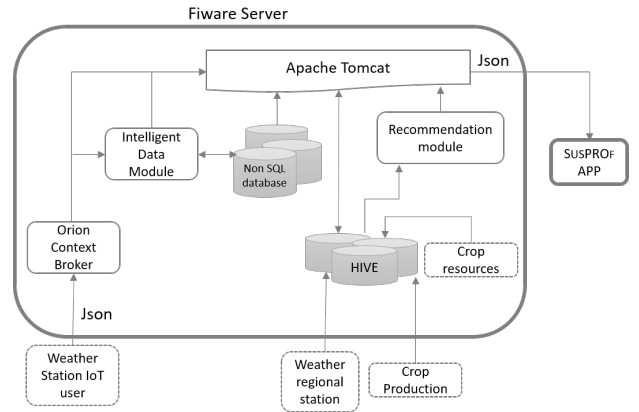 Fiware Server
Apache Tomcat
Json
Intelligent
Data
Module
Non SQL
database
Recommendation
module
SUSPROF
APP
Orion
Context
Broker
HIVE
Crop
resources
Json
Weather
Station IoT
user
Weather
regional
station
Crop
Production